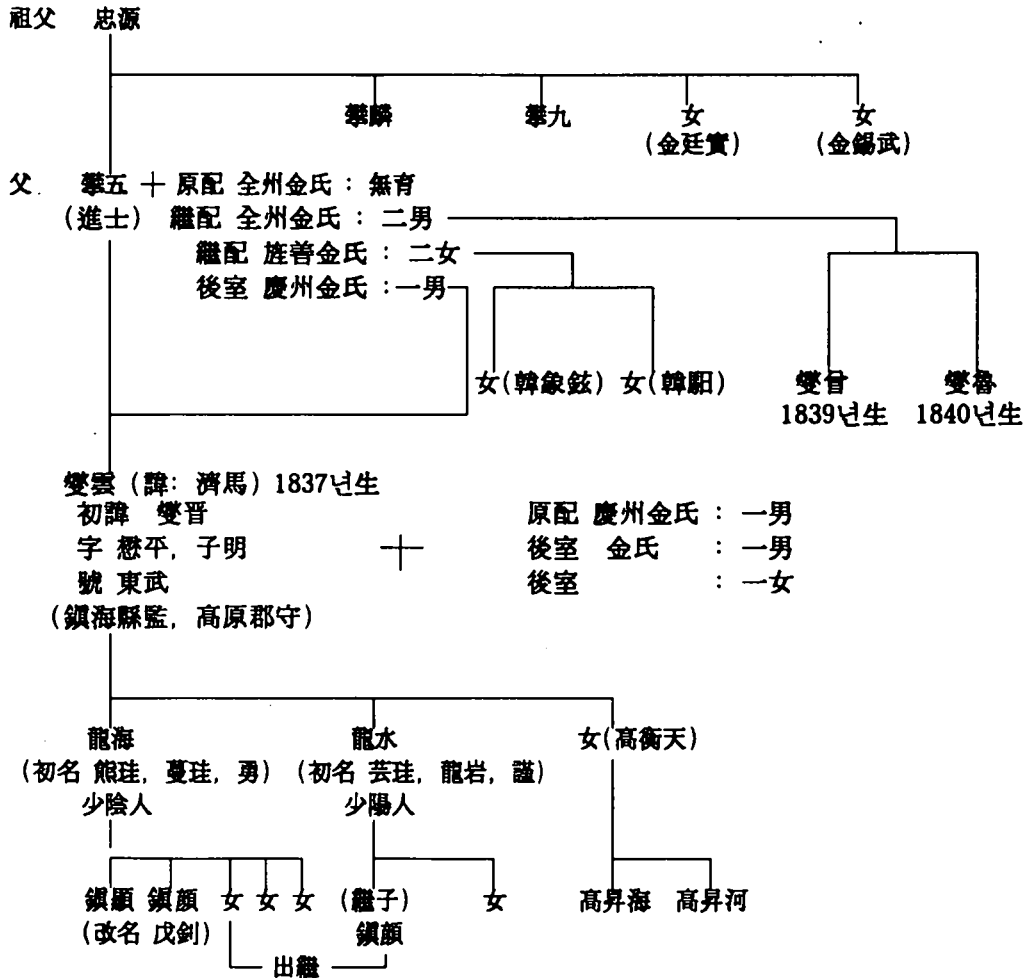 祖父 忠源
攀麟 攀九 女 女
(金廷實) (金錫武)
父 攀五 + 原配 全州金氏 : 無育
(進士) 繼配 全州金氏 : 二男
繼配 旌善金氏 : 二女
後室 慶州金氏 : 一男
女(韓象鉉) 女(韓馹) 燮曾 燮魯
1839년生 1840년生
燮雲 (諱: 濟馬) 1837년生
初諱 燮晋 原配 慶州金氏 : 一男
字 懋平, 子明 + 後室 金氏 : 一男
號 東武 後室 : 一女
(鎭海縣監, 高原郡守)
龍海 龍水 女(高衡天)
(初名 熊珪, 蔓珪, 勇) (初名 芸珪, 龍岩, 謹)
少陰人 少陽人
鎭顯 鎭顔 女 女 女 (繼子) 女 高昇海 高昇河
(改名 戊釗) 鎭顔
出繼